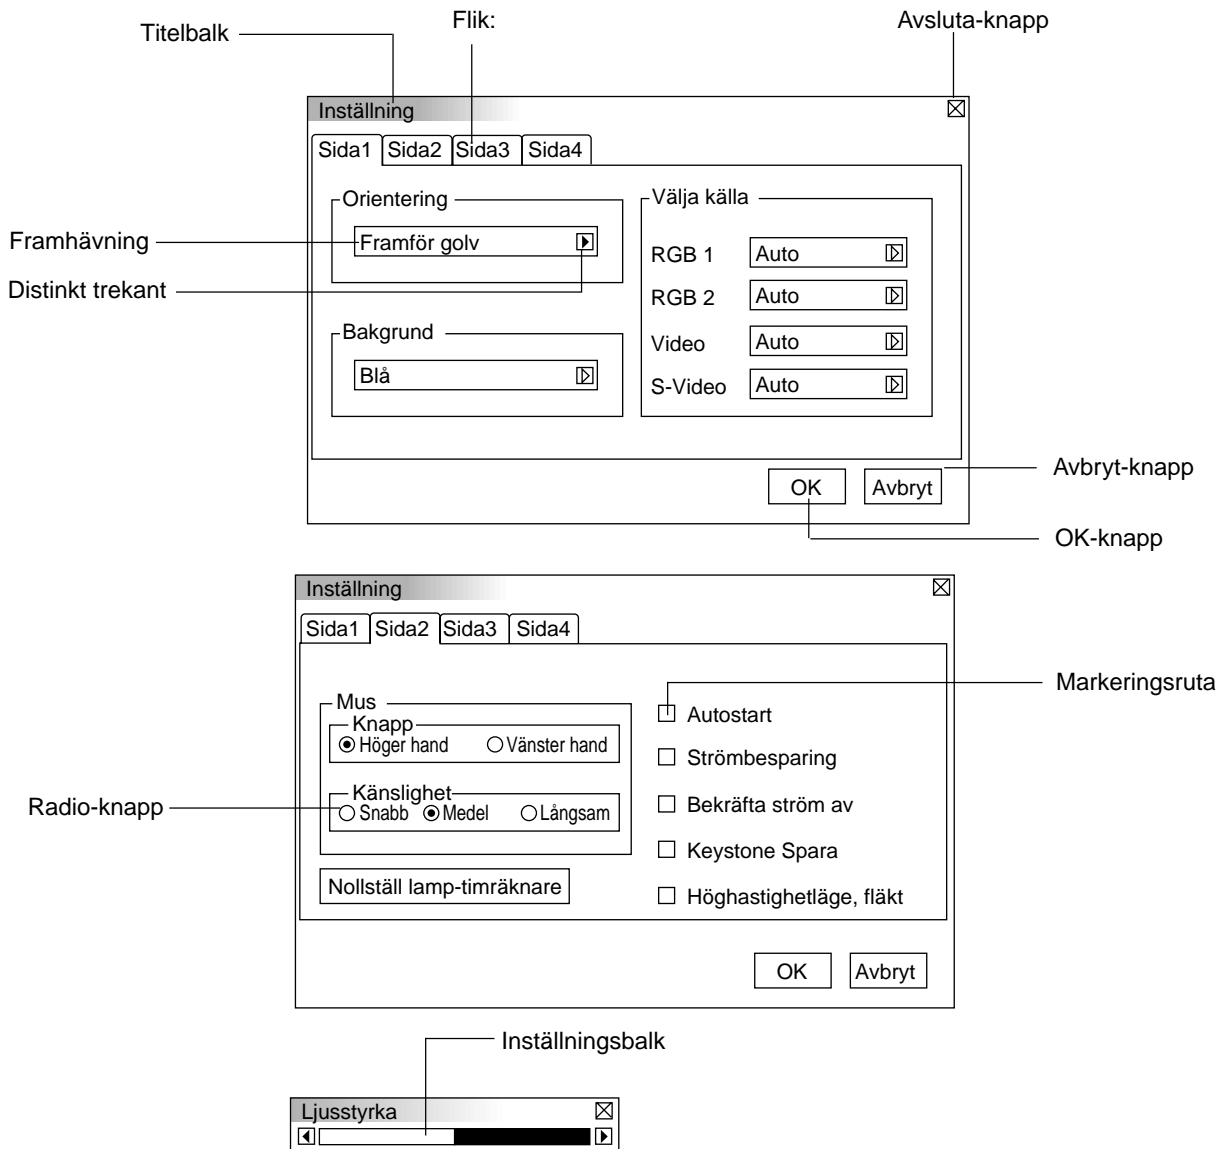 Titelbalk
Flik:
Avsluta-knapp
Inställning
Sida1 Sida2 Sida3 Sida4
Orientering
Framför golv
Framhävning
Distinkt trekant
Bakgrund
Blå
Välja källa
RGB 1 Auto
RGB 2 Auto
Video Auto
S-Video Auto
OK Avbryt
Avbryt-knapp
OK-knapp
Inställning
Sida1 Sida2 Sida3 Sida4
Mus
Knapp
Höger hand Vänster hand
Känslighet
Snabb Medel Långsam
Radio-knapp
Nollställ lamp-timräknare
Markeringsruta
Autostart
Strömbesparing
Bekräfta ström av
Keystone Spara
Höghastighetläge, fläkt
OK Avbryt
Inställningsbalk
Ljusstyrka